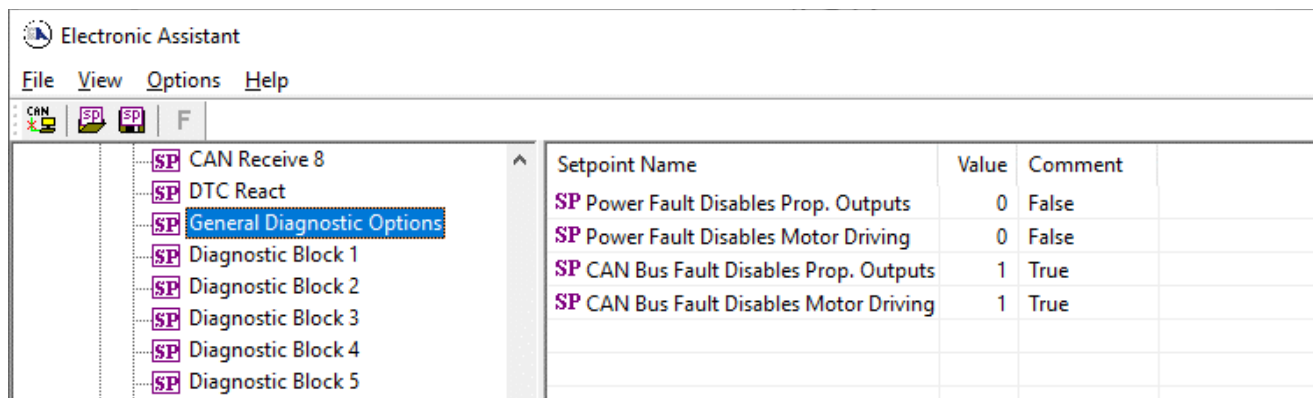 Electronic Assistant
File View Options Help
CAN SP SP F
SP CAN Receive 8
SP DTC React
SP General Diagnostic Options
SP Diagnostic Block 1
SP Diagnostic Block 2
SP Diagnostic Block 3
SP Diagnostic Block 4
SP Diagnostic Block 5
Setpoint Name Value Comment
SP Power Fault Disables Prop. Outputs 0 False
SP Power Fault Disables Motor Driving 0 False
SP CAN Bus Fault Disables Prop. Outputs 1 True
SP CAN Bus Fault Disables Motor Driving 1 True